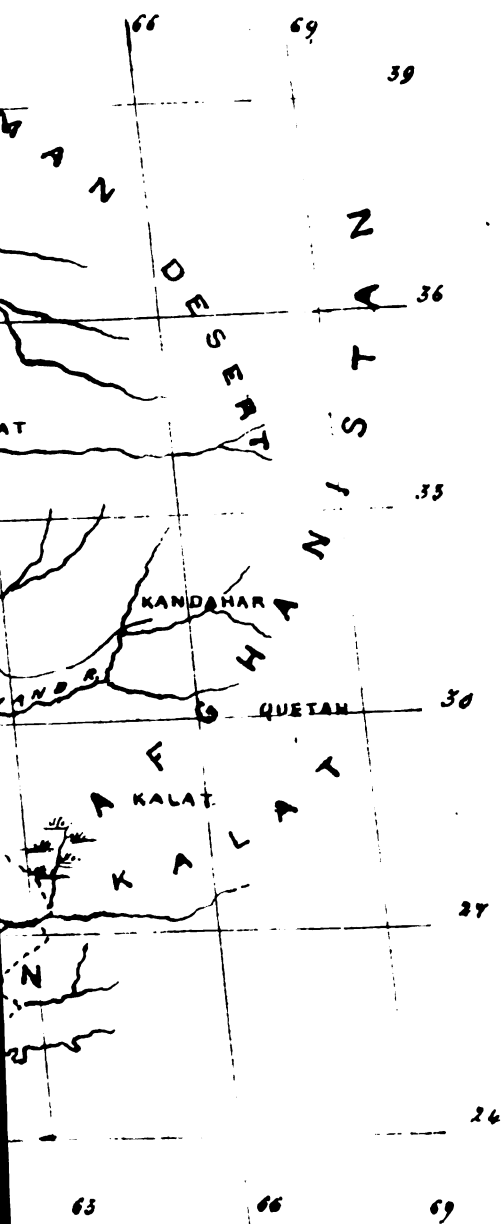 66 69
39
AN DESERT
AFGHANISTAN
36
AT
33
KANDAHAR
AND R.
30
QUETAH
KALAT
KALAT
27
N
24
63 66 69